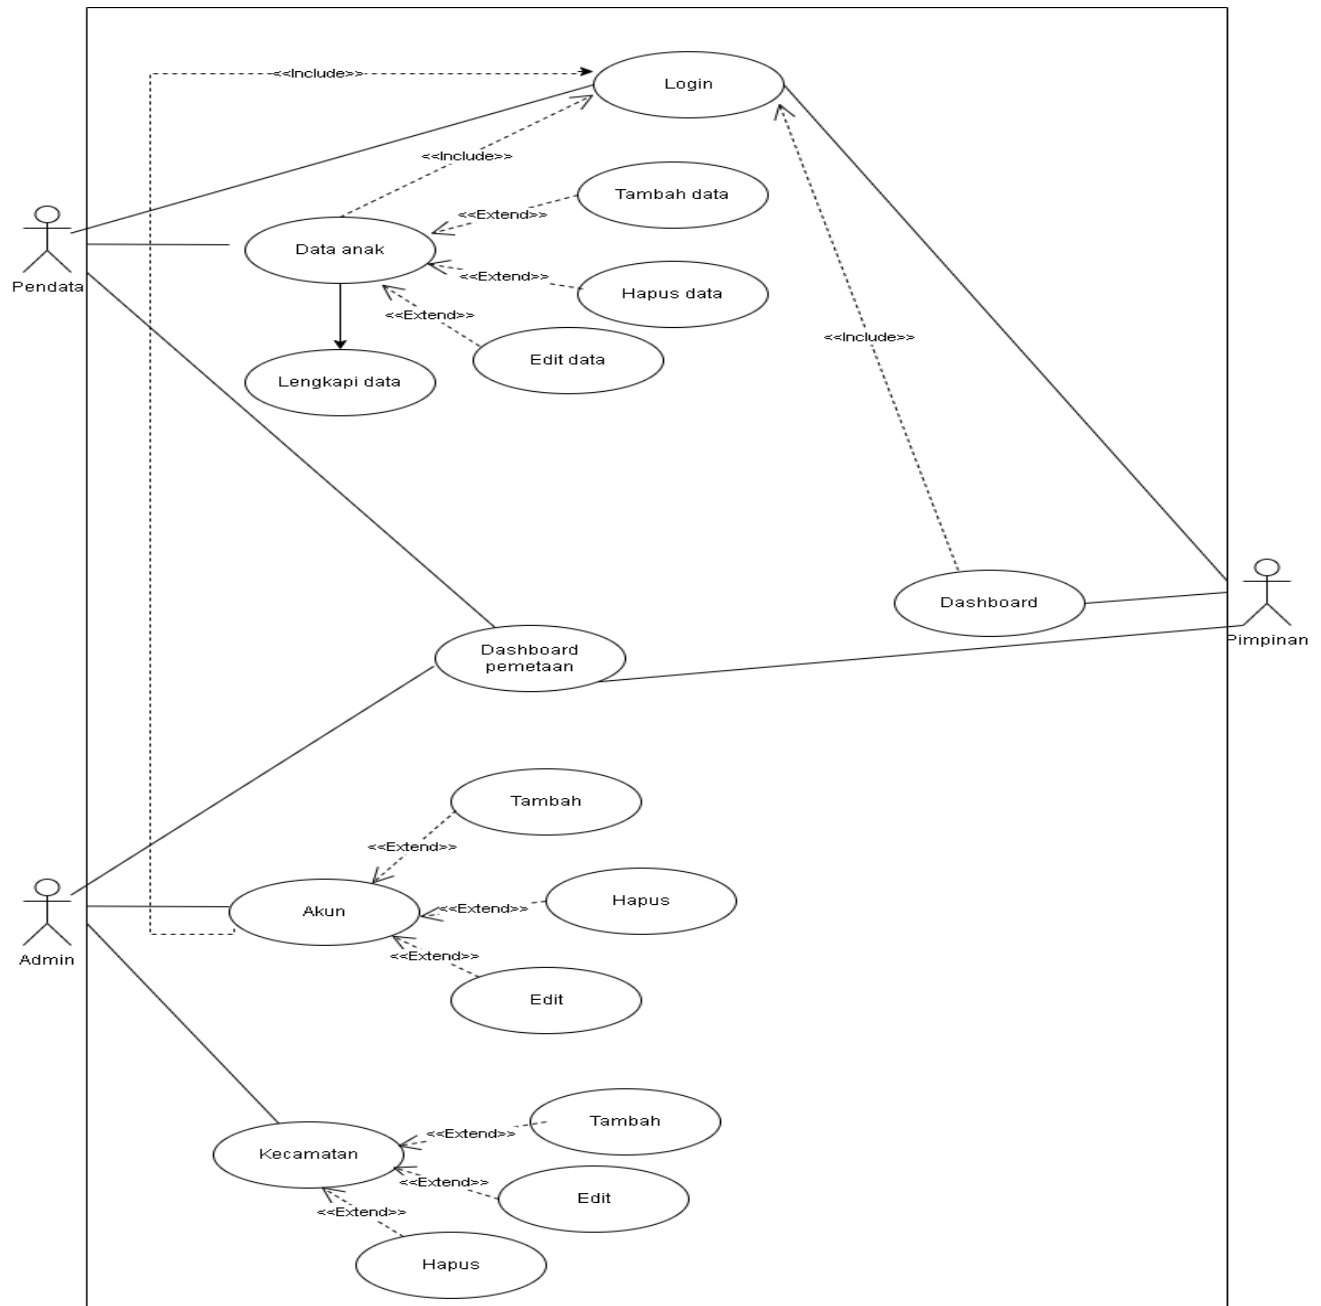 <<Include>>
Login
<<Include>>
Tambah data
<<Extend>>
Data anak
<<Extend>>
Hapus data
Pendata
<<Extend>>
<<Include>>
Edit data
Lengkapi data
Dashboard
Pimpinan
Dashboard
pemetaan
Tambah
<<Extend>>
Hapus
<<Extend>>
Akun
<<Extend>>
Admin
Edit
Tambah
<<Extend>>
Kecamatan
<<Extend>>
Edit
<<Extend>>
Hapus